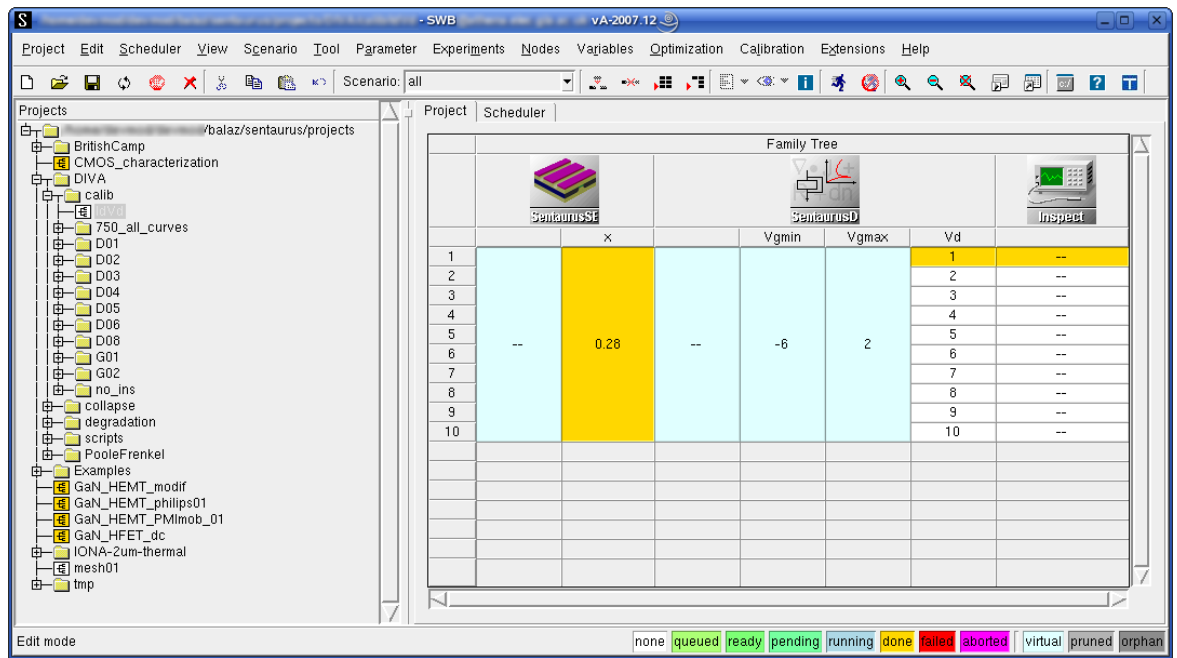 S - SWB vA-2007.12
Project Edit Scheduler View Scenario Tool Parameter Experiments Nodes Variables Optimization Calibration Extensions Help
Scenario: all
Projects
/balaz/sentaurus/projects
BritishCamp
CMOS_characterization
DIVA
calib
IdVd
750_all_curves
D01
D02
D03
D04
D05
D06
D08
G01
G02
no_ins
collapse
degradation
scripts
PooleFrenkel
Examples
GaN_HEMT_modif
GaN_HEMT_philips01
GaN_HEMT_PMImob_01
GaN_HFET_dc
IONA-2um-thermal
mesh01
tmp
Project Scheduler
Family Tree
SentaurusSE SentaurusD Inspect
x Vgmin Vgmax Vd
1 1 --
2 2 --
3 3 --
4 4 --
5 5 --
-- 0.28 -- -6 2
6 6 --
7 7 --
8 8 --
9 9 --
10 10 --
Edit mode none queued ready pending running done failed aborted virtual pruned orphan